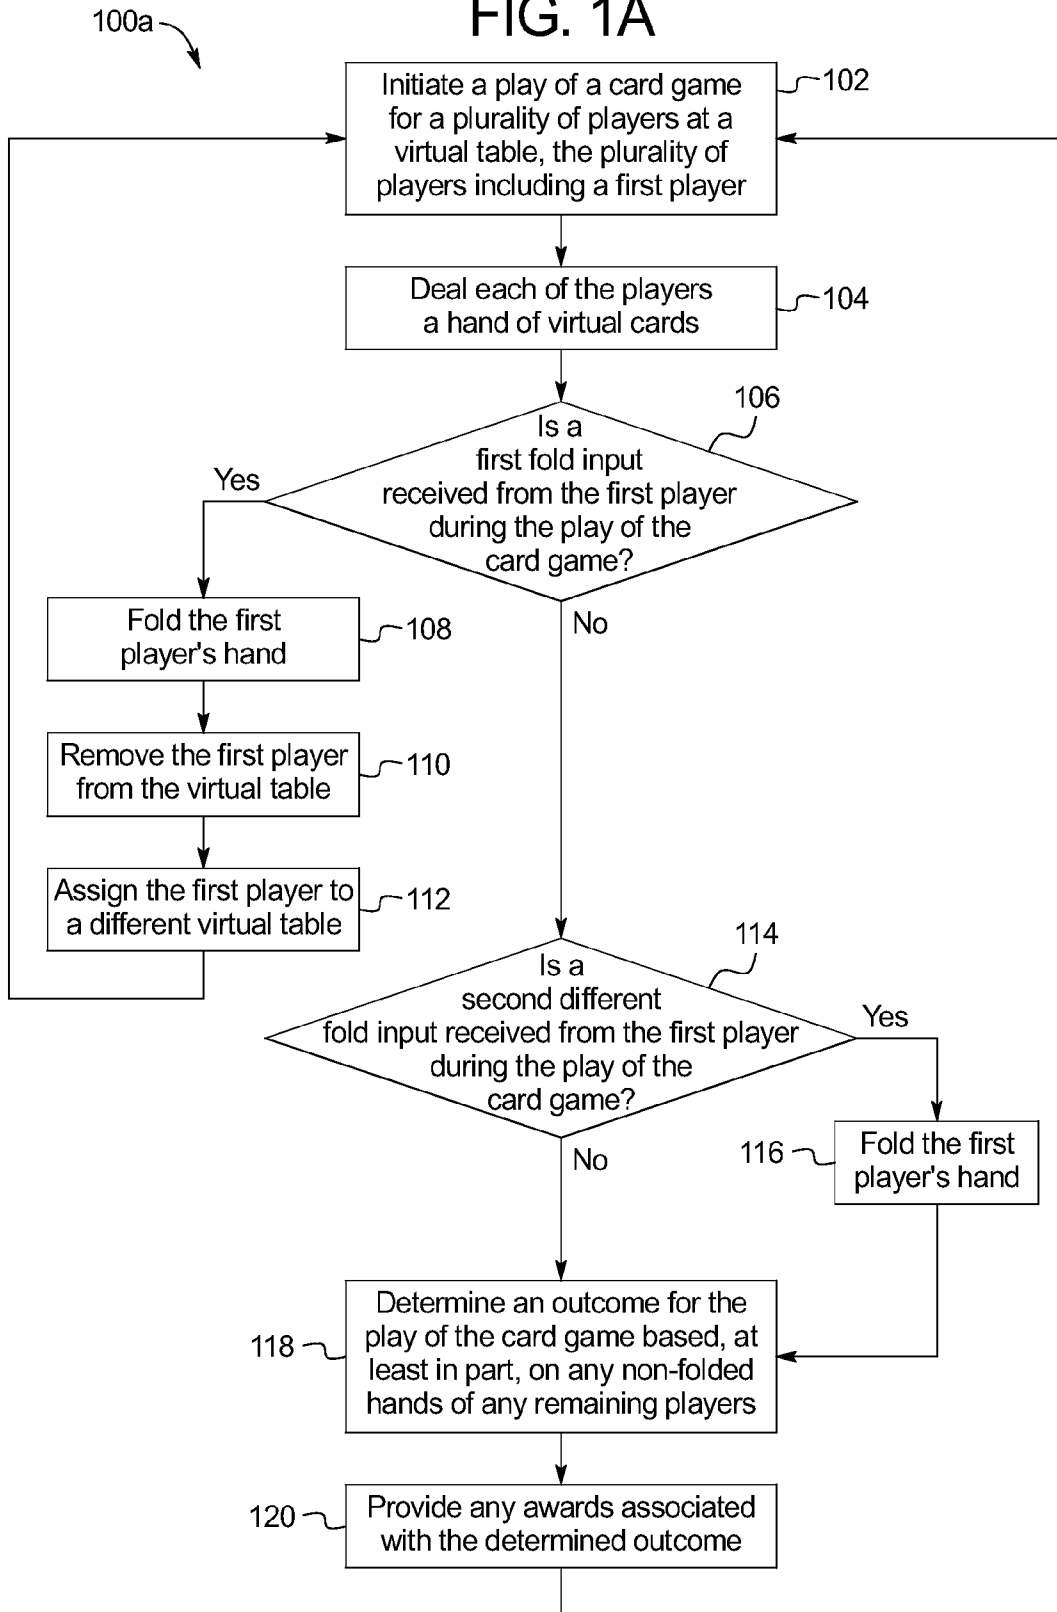 FIG. 1A
100a
Initiate a play of a card game
for a plurality of players at a
virtual table, the plurality of
players including a first player
102
Deal each of the players
a hand of virtual cards
104
106
Is a
first fold input
received from the first player
during the play of the
card game?
Yes
No
Fold the first
player's hand
108
Remove the first player
from the virtual table
110
Assign the first player to
a different virtual table
112
114
Is a
second different
fold input received from the first player
during the play of the
card game?
Yes
No
116
Fold the first
player's hand
118
Determine an outcome for the
play of the card game based, at
least in part, on any non-folded
hands of any remaining players
120
Provide any awards associated
with the determined outcome